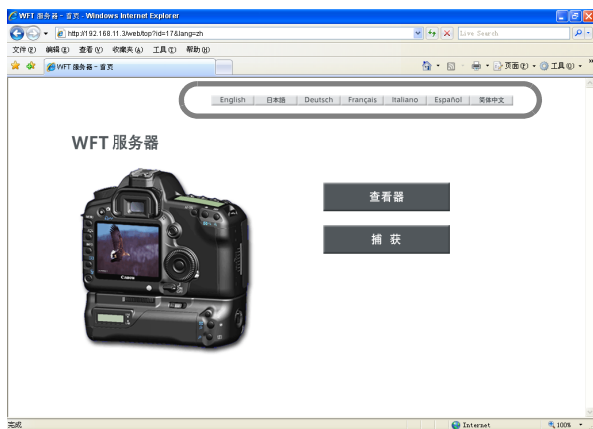 WFT 服务器 - 首页 - Windows Internet Explorer
http://192.168.11.3/web/top?id=17&lang=zh
Live Search
文件(F) 编辑(E) 查看(V) 收藏夹(A) 工具(T) 帮助(H)
WFT 服务器 - 首页
页面(P) 工具(O)
English 日本語 Deutsch Français Italiano Español 简体中文
WFT 服务器
查看器
捕 获
Canon
完成
Internet
100%